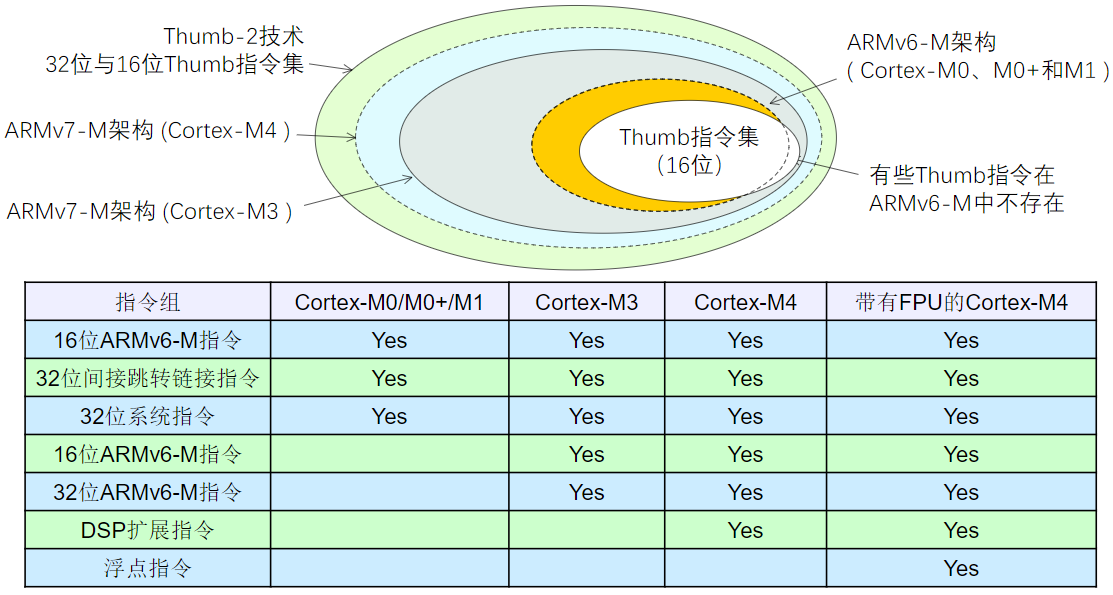 Thumb-2技术
32位与16位Thumb指令集
ARMv7-M架构 (Cortex-M4 )
ARMv7-M架构 (Cortex-M3 )
Thumb指令集
(16位)
ARMv6-M架构
( Cortex-M0、M0+和M1 )
有些Thumb指令在
ARMv6-M中不存在
指令组 Cortex-M0/M0+/M1 Cortex-M3 Cortex-M4 带有FPU的Cortex-M4
16位ARMv6-M指令 Yes Yes Yes Yes
32位间接跳转链接指令 Yes Yes Yes Yes
32位系统指令 Yes Yes Yes Yes
16位ARMv6-M指令 Yes Yes Yes
32位ARMv6-M指令 Yes Yes Yes
DSP扩展指令 Yes Yes
浮点指令 Yes